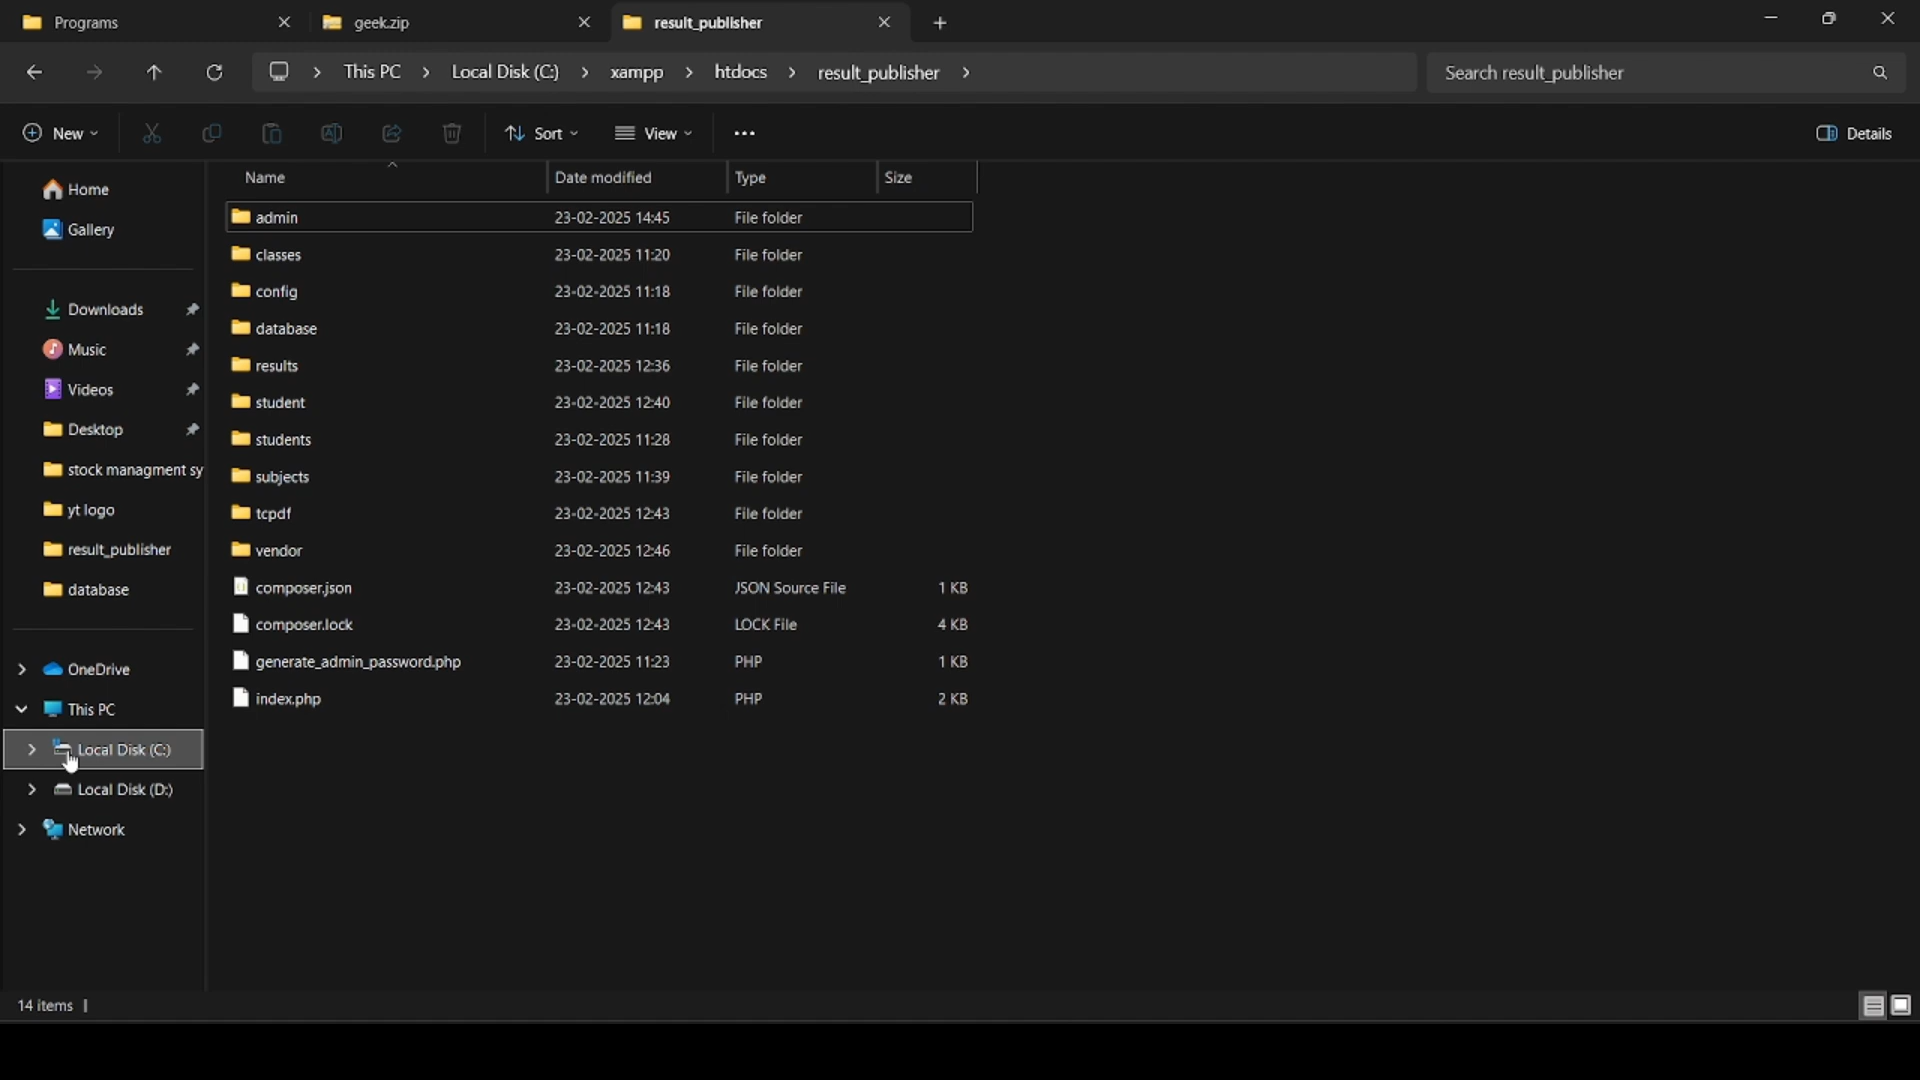 Programs
geek.zip
result_publisher
This PC
Local Disk (C:)
xampp
htdocs
result_publisher
Search result_publisher
New
Sort
View
Details
Name Date modified Type Size
Home
Gallery
Downloads
Music
Videos
Desktop
stock managment sy
yt logo
result_publisher
database
OneDrive
This PC
Local Disk (C:)
Local Disk (D:)
Network
admin 23-02-2025 14:45 File folder
classes 23-02-2025 11:20 File folder
config 23-02-2025 11:18 File folder
database 23-02-2025 11:18 File folder
results 23-02-2025 12:36 File folder
student 23-02-2025 12:40 File folder
students 23-02-2025 11:28 File folder
subjects 23-02-2025 11:39 File folder
tcpdf 23-02-2025 12:43 File folder
vendor 23-02-2025 12:46 File folder
composer.json 23-02-2025 12:43 JSON Source File 1 KB
composer.lock 23-02-2025 12:43 LOCK File 4 KB
generate_admin_password.php 23-02-2025 11:23 PHP 1 KB
index.php 23-02-2025 12:04 PHP 2 KB
14 items